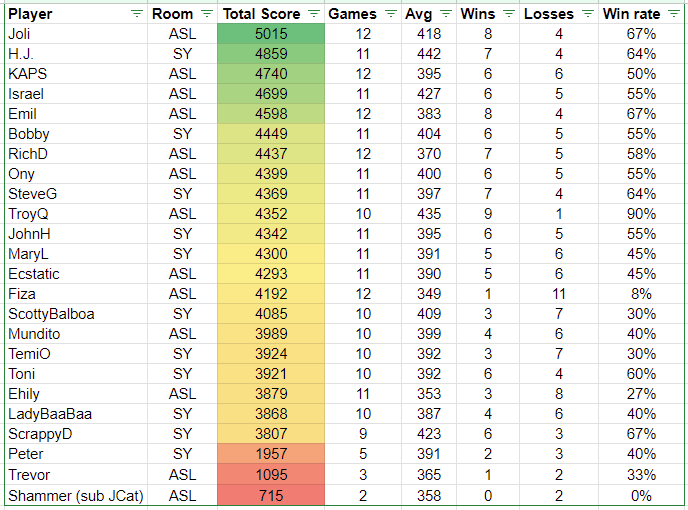 Player Room Total Score Games Avg Wins Losses Win rate
Joli ASL 5015 12 418 8 4 67%
H.J. SY 4859 11 442 7 4 64%
KAPS ASL 4740 12 395 6 6 50%
Israel ASL 4699 11 427 6 5 55%
Emil ASL 4598 12 383 8 4 67%
Bobby SY 4449 11 404 6 5 55%
RichD ASL 4437 12 370 7 5 58%
Ony ASL 4399 11 400 6 5 55%
SteveG SY 4369 11 397 7 4 64%
TroyQ ASL 4352 10 435 9 1 90%
JohnH SY 4342 11 395 6 5 55%
MaryL SY 4300 11 391 5 6 45%
Ecstatic ASL 4293 11 390 5 6 45%
Fiza ASL 4192 12 349 1 11 8%
ScottyBalboa SY 4085 10 409 3 7 30%
Mundito ASL 3989 10 399 4 6 40%
TemiO SY 3924 10 392 3 7 30%
Toni SY 3921 10 392 6 4 60%
Ehily ASL 3879 11 353 3 8 27%
LadyBaaBaa SY 3868 10 387 4 6 40%
ScrappyD SY 3807 9 423 6 3 67%
Peter SY 1957 5 391 2 3 40%
Trevor ASL 1095 3 365 1 2 33%
Shammer (sub JCat) ASL 715 2 358 0 2 0%